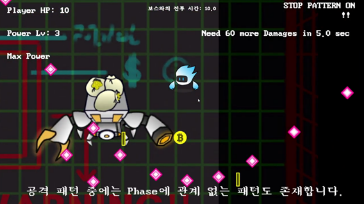 Player HP: 10
보스와의 전투 시간: 10.0
STOP PATTERN ON
!!
Power Lv: 3
Need 60 more Damages in 5.0 sec
Max Power
$
B
공격 패턴 중에는 Phase에 관계 없는 패턴도 존재합니다.